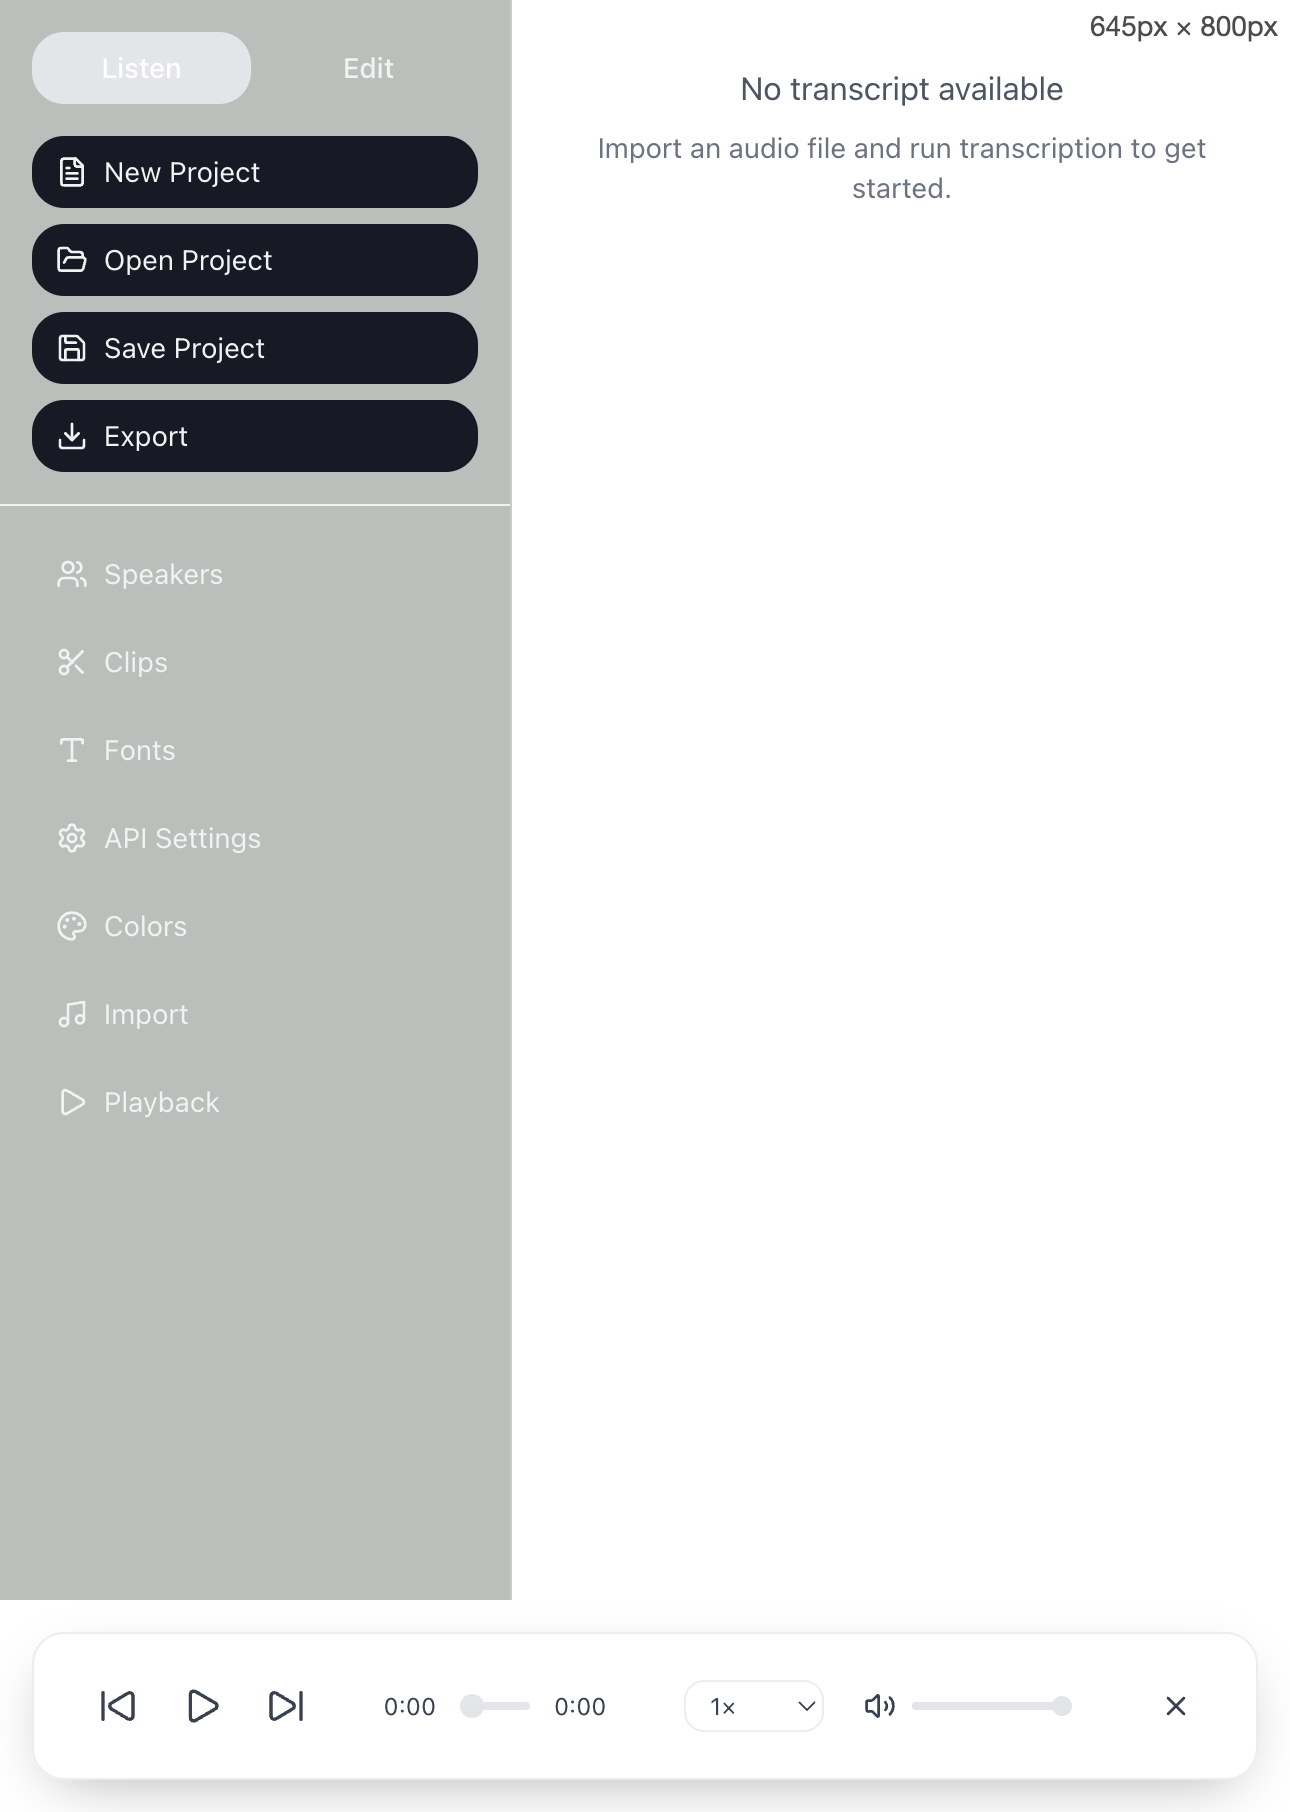 645px × 800px
Listen
Edit
New Project
Open Project
Save Project
Export
Speakers
Clips
Fonts
API Settings
Colors
Import
Playback
No transcript available
Import an audio file and run transcription to get
started.
0:00
0:00
1×